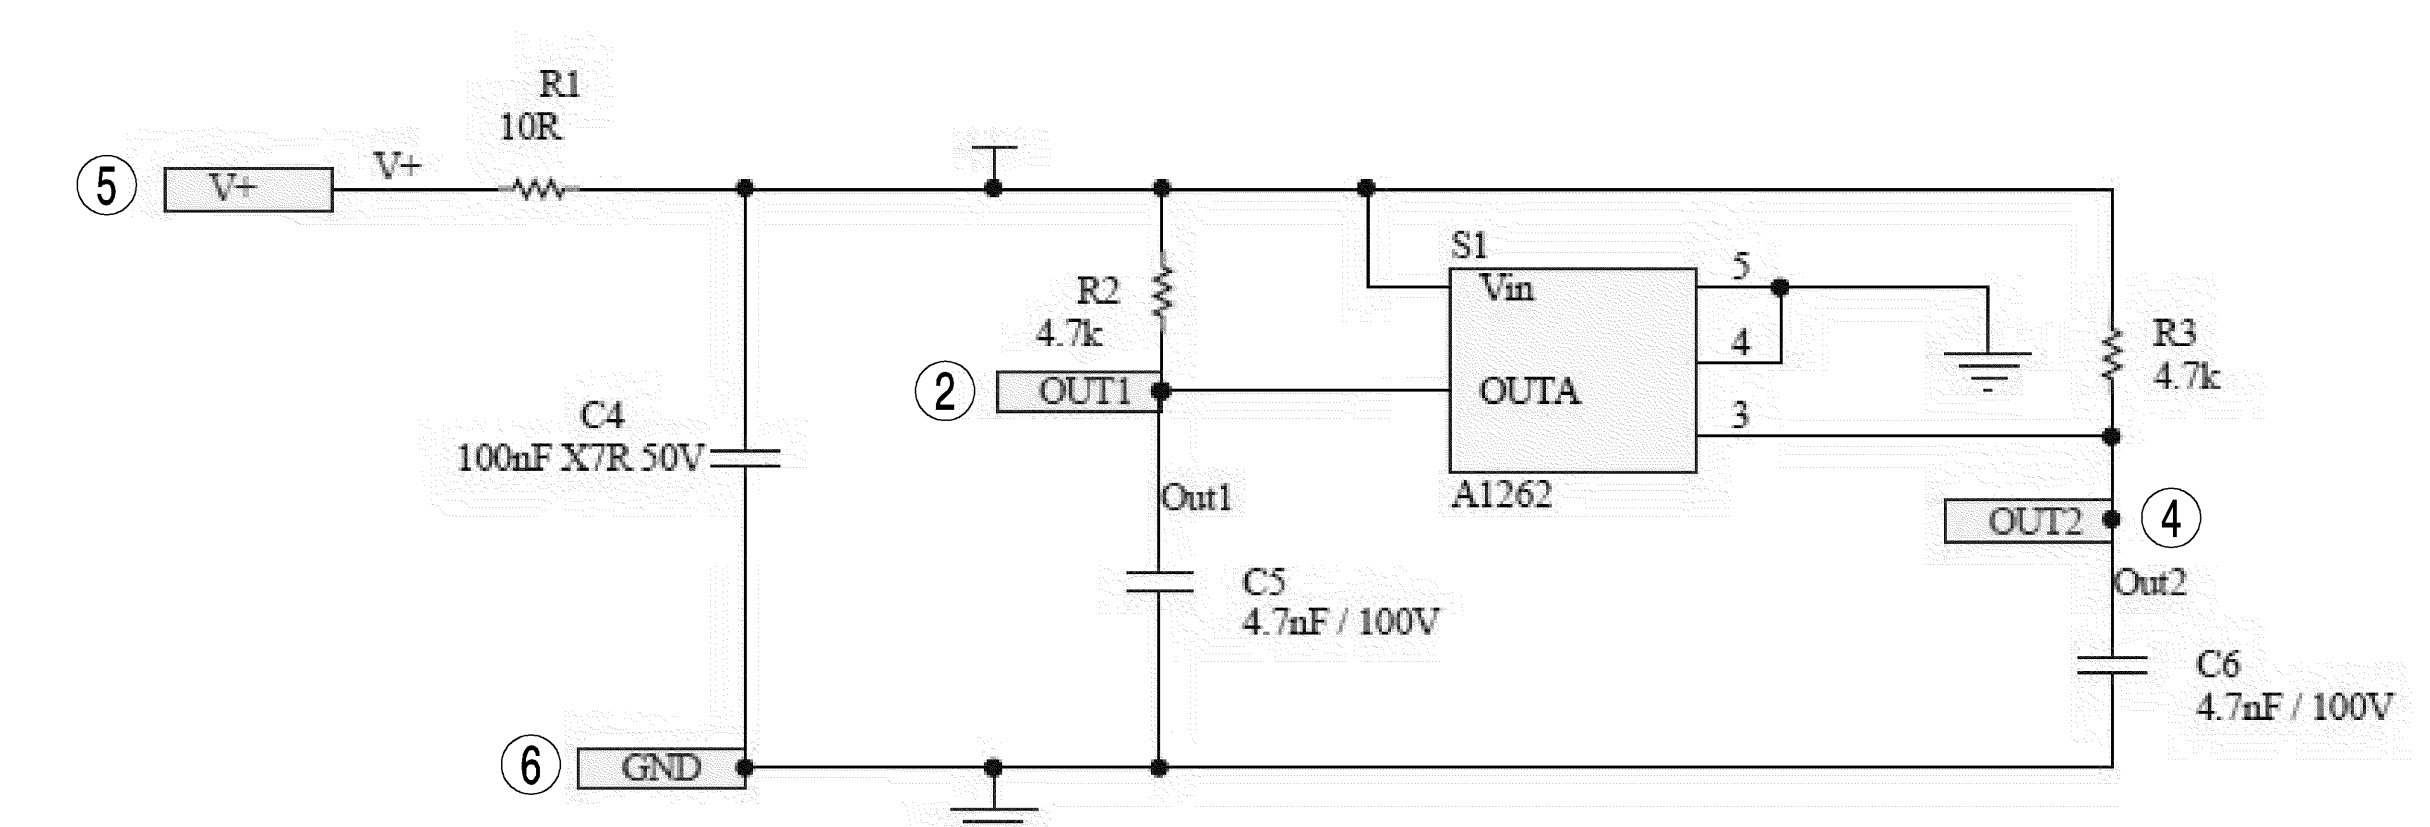 R1
10R
5
V+
V+
S1
Vin
5
R2
4.7k
4
R3
4.7k
2
OUT1
OUTA
3
C4
100nF X7R 50V
Out1
A1262
OUT2
4
C5
4.7nF / 100V
Out2
C6
4.7nF / 100V
6
GND